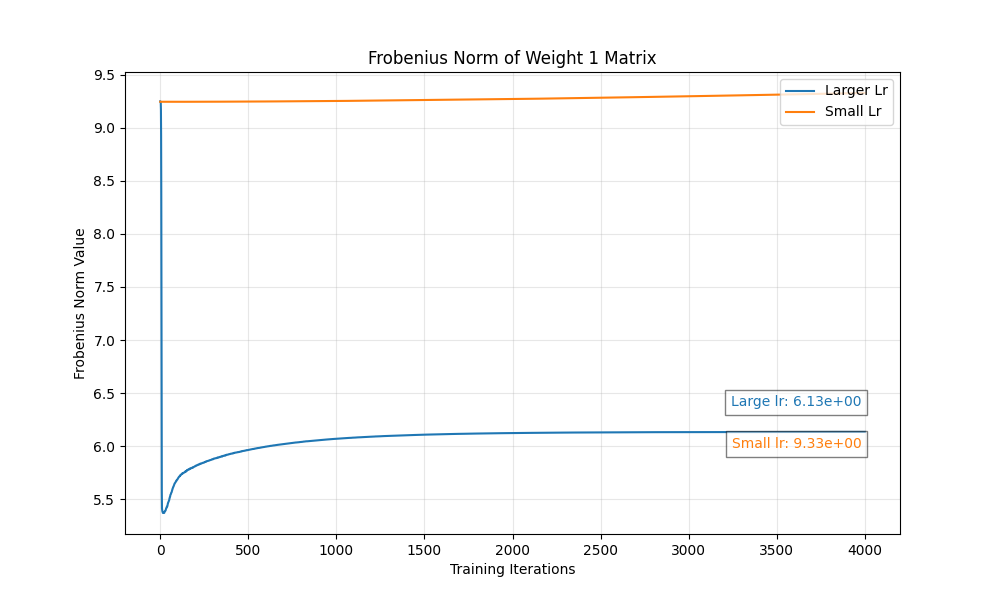 Frobenius Norm of Weight 1 Matrix
9.5
9.0
8.5
8.0
7.5
7.0
6.5
6.0
5.5
Frobenius Norm Value
Larger Lr
Small Lr
Large lr: 6.13e+00
Small lr: 9.33e+00
0 500 1000 1500 2000 2500 3000 3500 4000
Training Iterations